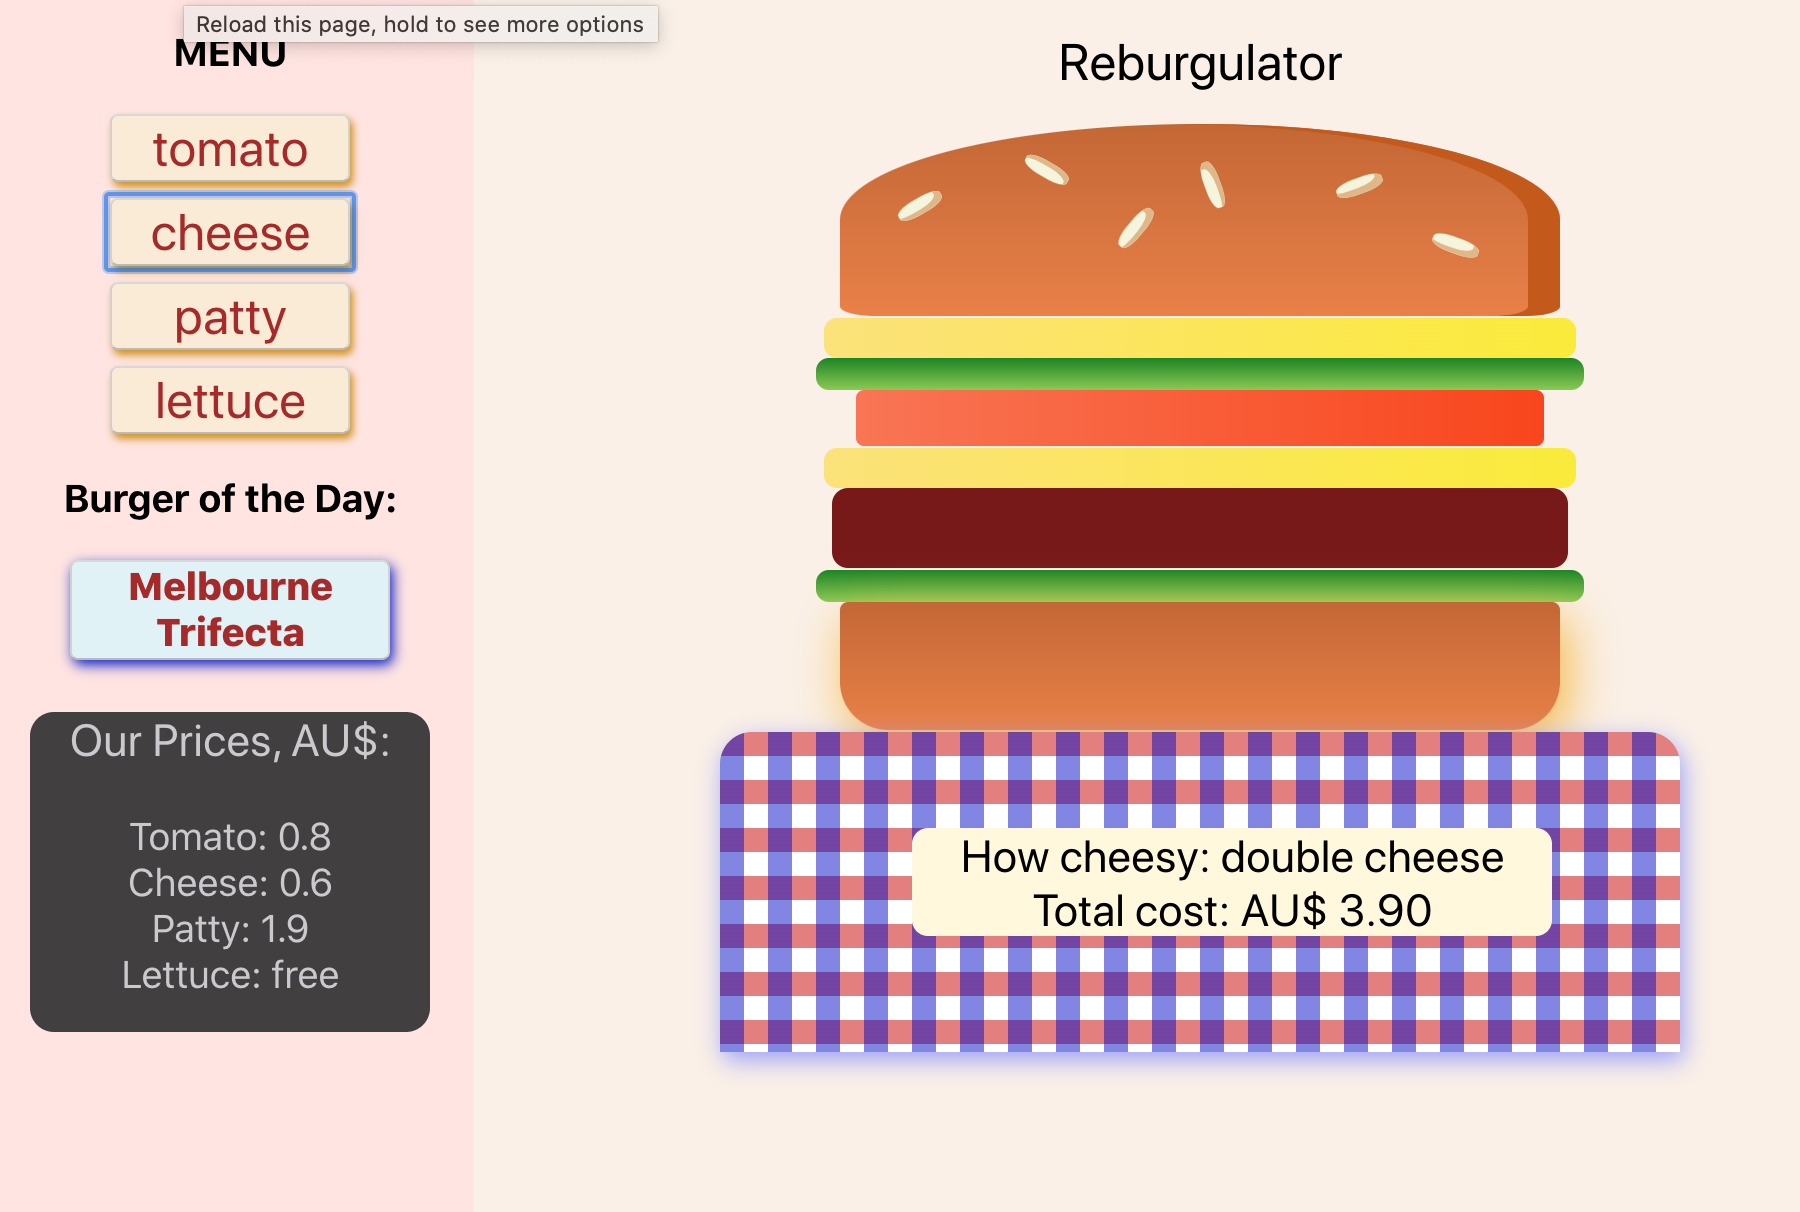 Reload this page, hold to see more options
MENU
tomato
cheese
patty
lettuce
Burger of the Day:
Melbourne
Trifecta
Our Prices, AU$:
Tomato: 0.8
Cheese: 0.6
Patty: 1.9
Lettuce: free
Reburgulator
How cheesy: double cheese
Total cost: AU$ 3.90